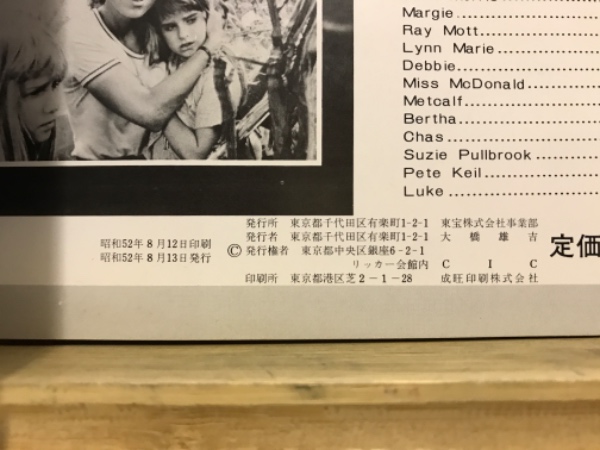 Margie
Ray Mott
Lynn Marie
Debbie
Miss McDonald
Metcalf
Bertha
Chas
Suzie Pullbrook
Pete Keil
Luke
昭和52年8月12日印刷
昭和52年8月13日発行
発行所 東京都千代田区有楽町1-2-1 東宝株式会社事業部
発行者 東京都千代田区有楽町1-2-1 大橋雄吉
©発行権者 東京都中央区銀座6-2-1
リッカー会館内 CIC
印刷所 東京都港区芝2-1-28 成旺印刷株式会社
定価